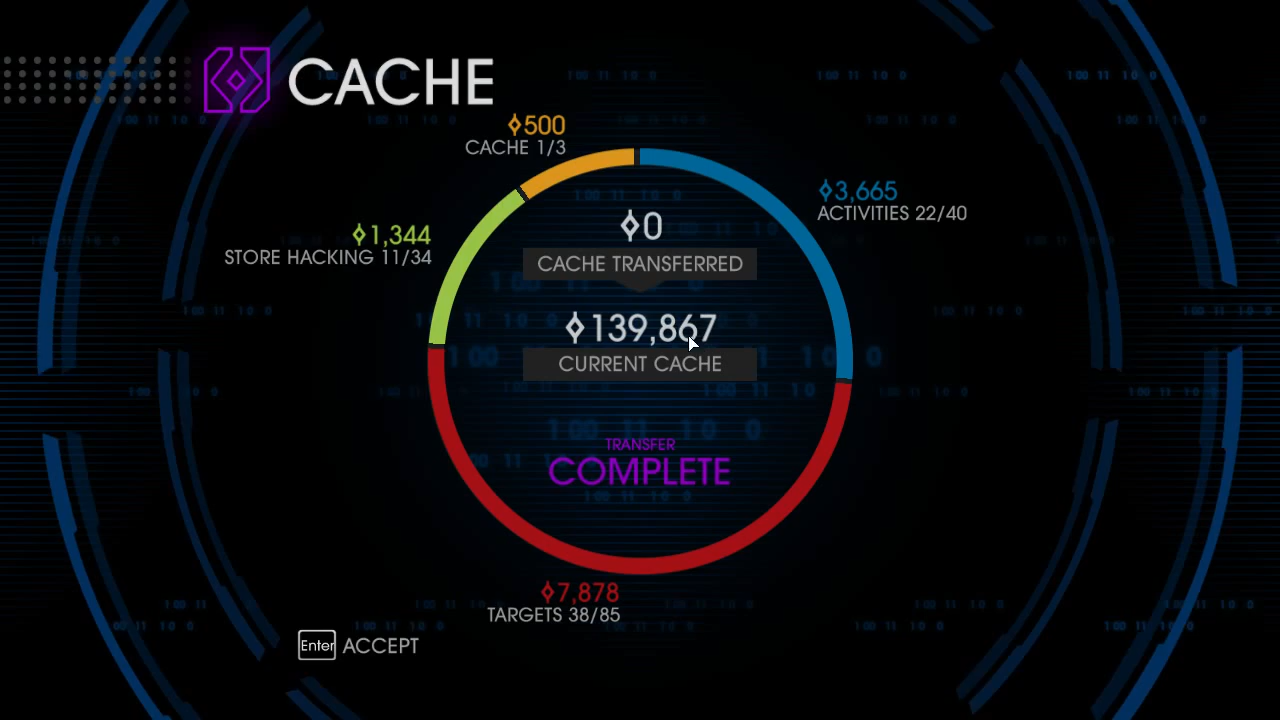 CACHE
500
CACHE 1/3
3,665
ACTIVITIES 22/40
1,344
STORE HACKING 11/34
0
CACHE TRANSFERRED
139,867
CURRENT CACHE
TRANSFER
COMPLETE
7,878
TARGETS 38/85
Enter ACCEPT